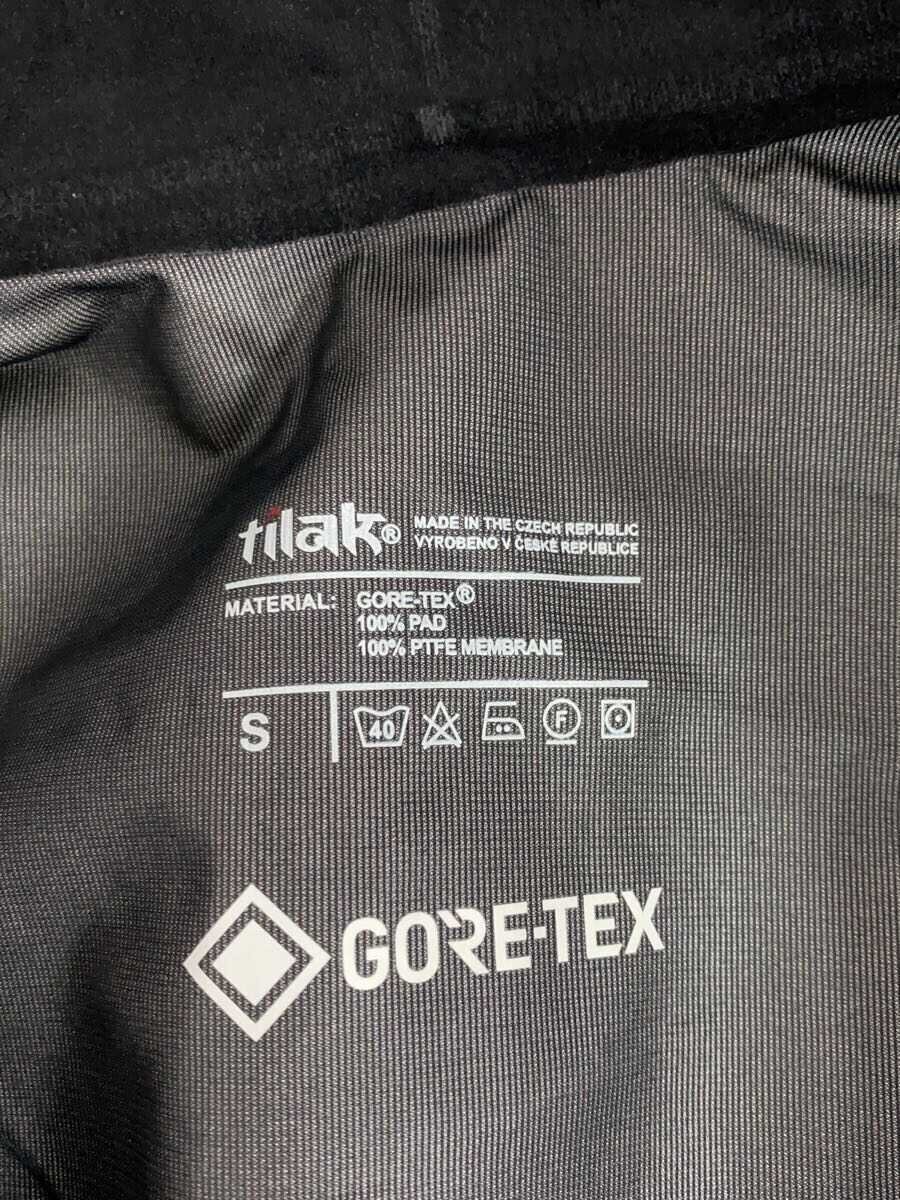 tilak® MADE IN THE CZECH REPUBLIC
VYROBENO V ČESKÉ REPUBLICE
MATERIAL: GORE-TEX®
100% PAD
100% PTFE MEMBRANE
S 40 F
GORE-TEX